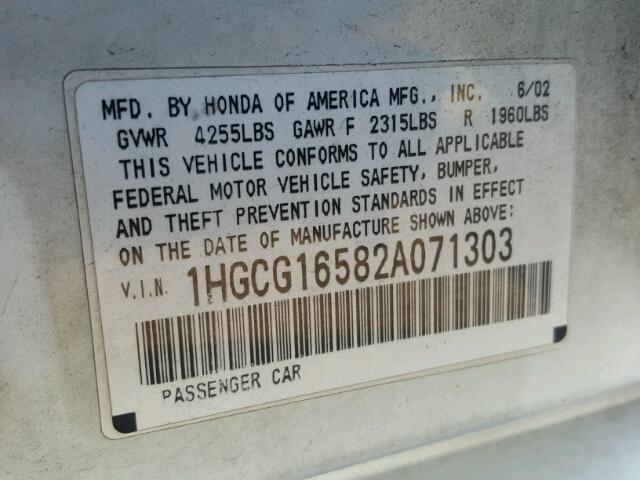 MFD. BY HONDA OF AMERICA MFG., INC. 6/02
GVWR 4255LBS GAWR F 2315LBS R 1960LBS
THIS VEHICLE CONFORMS TO ALL APPLICABLE
FEDERAL MOTOR VEHICLE SAFETY, BUMPER,
AND THEFT PREVENTION STANDARDS IN EFFECT
ON THE DATE OF MANUFACTURE SHOWN ABOVE:
V.I.N. 1HGCG16582A071303
PASSENGER CAR